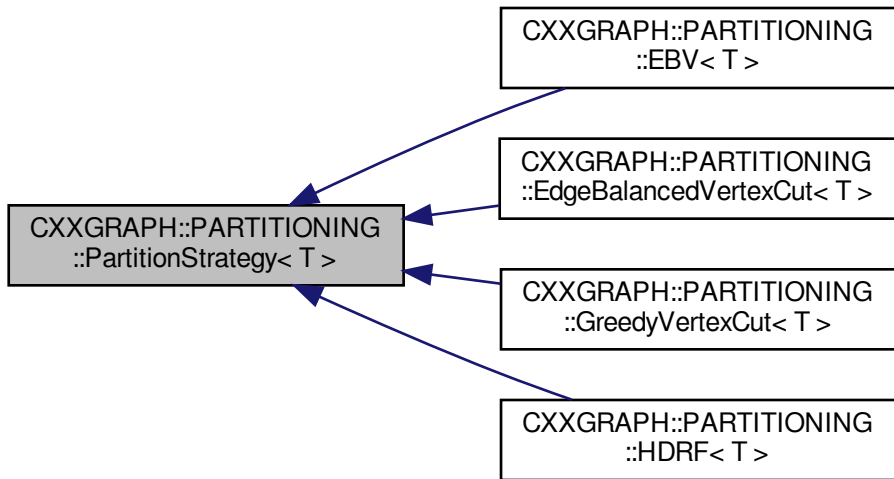 CXXGRAPH::PARTITIONING
::EBV< T >
CXXGRAPH::PARTITIONING
::EdgeBalancedVertexCut< T >
CXXGRAPH::PARTITIONING
::PartitionStrategy< T >
CXXGRAPH::PARTITIONING
::GreedyVertexCut< T >
CXXGRAPH::PARTITIONING
::HDRF< T >